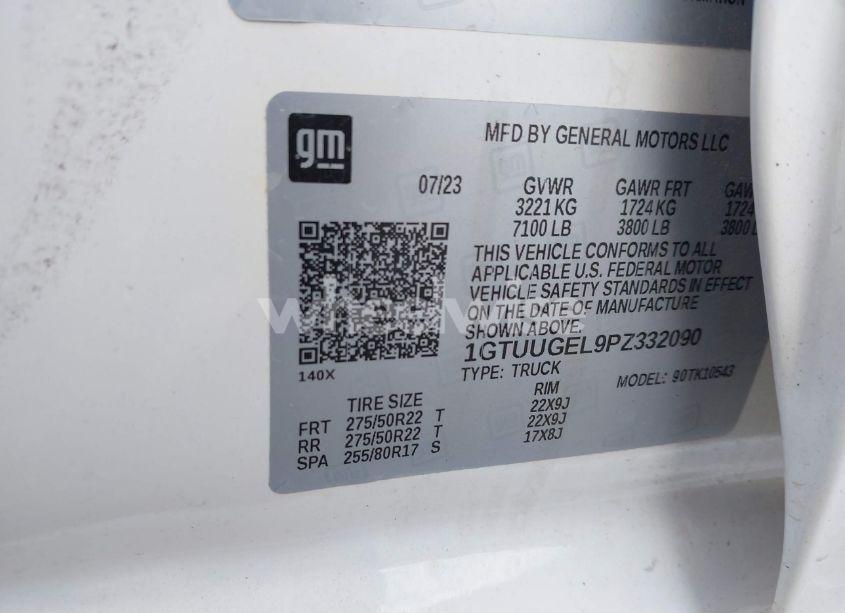 gm
MFD BY GENERAL MOTORS LLC
07/23 GVWR GAWR FRT GAW
3221 KG 1724 KG 1724
7100 LB 3800 LB 3800 L
THIS VEHICLE CONFORMS TO ALL
APPLICABLE U.S. FEDERAL MOTOR
VEHICLE SAFETY STANDARDS IN EFFECT
ON THE DATE OF MANUFACTURE
SHOWN ABOVE.
1GTUUGEL9PZ332090
140X
TYPE: TRUCK MODEL: 90TK10543
TIRE SIZE RIM
FRT 275/50R22 T 22X9J
RR 275/50R22 T 22X9J
SPA 255/80R17 S 17X8J